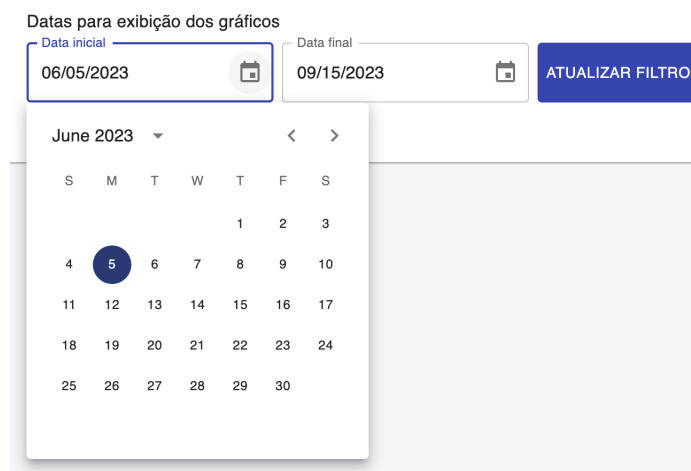 Datas para exibição dos gráficos
Data inicial Data final
06/05/2023 09/15/2023 ATUALIZAR FILTRO
June 2023
S M T W T F S
1 2 3
4 5 6 7 8 9 10
11 12 13 14 15 16 17
18 19 20 21 22 23 24
25 26 27 28 29 30